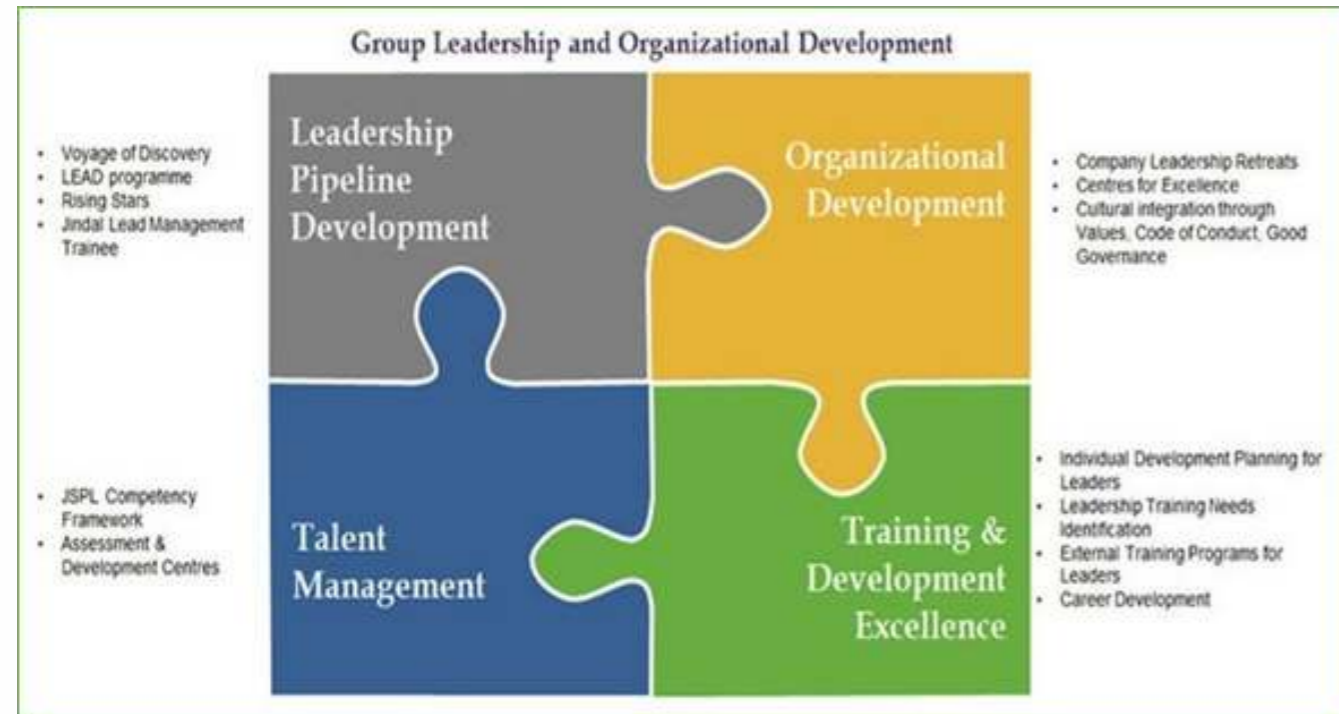 Group Leadership and Organizational Development
Leadership
Pipeline
Development
• Voyage of Discovery
• LEAD programme
• Rising Stars
• Jindal Lead Management
Trainee
Organizational
Development
• Company Leadership Retreats
• Centres for Excellence
• Cultural integration through
Values, Code of Conduct, Good
Governance
Talent
Management
• JSPL Competency
Framework
• Assessment &
Development Centres
Training &
Development
Excellence
• Individual Development Planning for
Leaders
• Leadership Training Needs
Identification
• External Training Programs for
Leaders
• Career Development